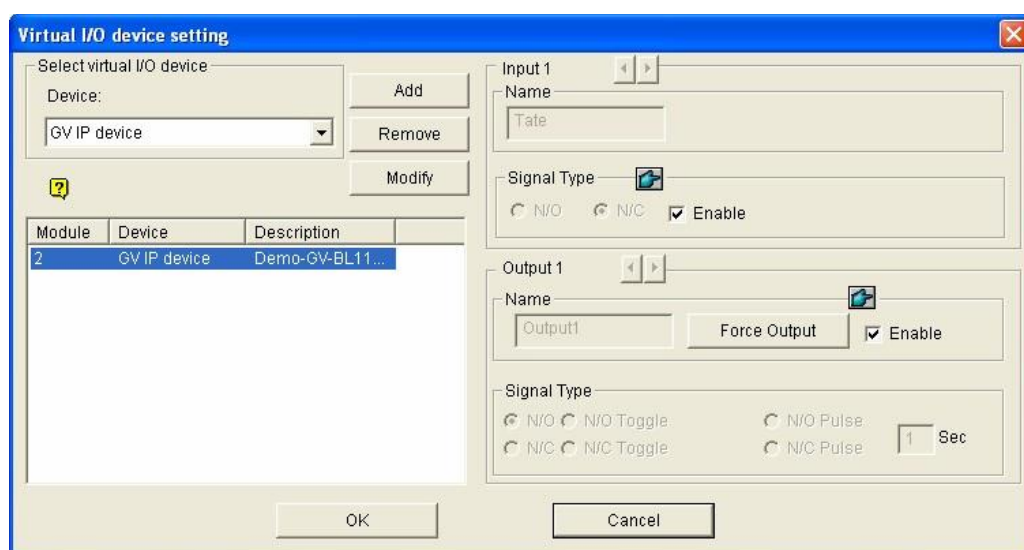 Virtual I/O device setting
Select virtual I/O device
Device:
GV IP device
Add
Remove
Modify
?
Module Device Description
2 GV IP device Demo-GV-BL11...
Input 1
Name
Tate
Signal Type
N/O N/C Enable
Output 1
Name
Output1 Force Output Enable
Signal Type
N/O N/O Toggle N/O Pulse
N/C N/C Toggle N/C Pulse
1 Sec
OK Cancel